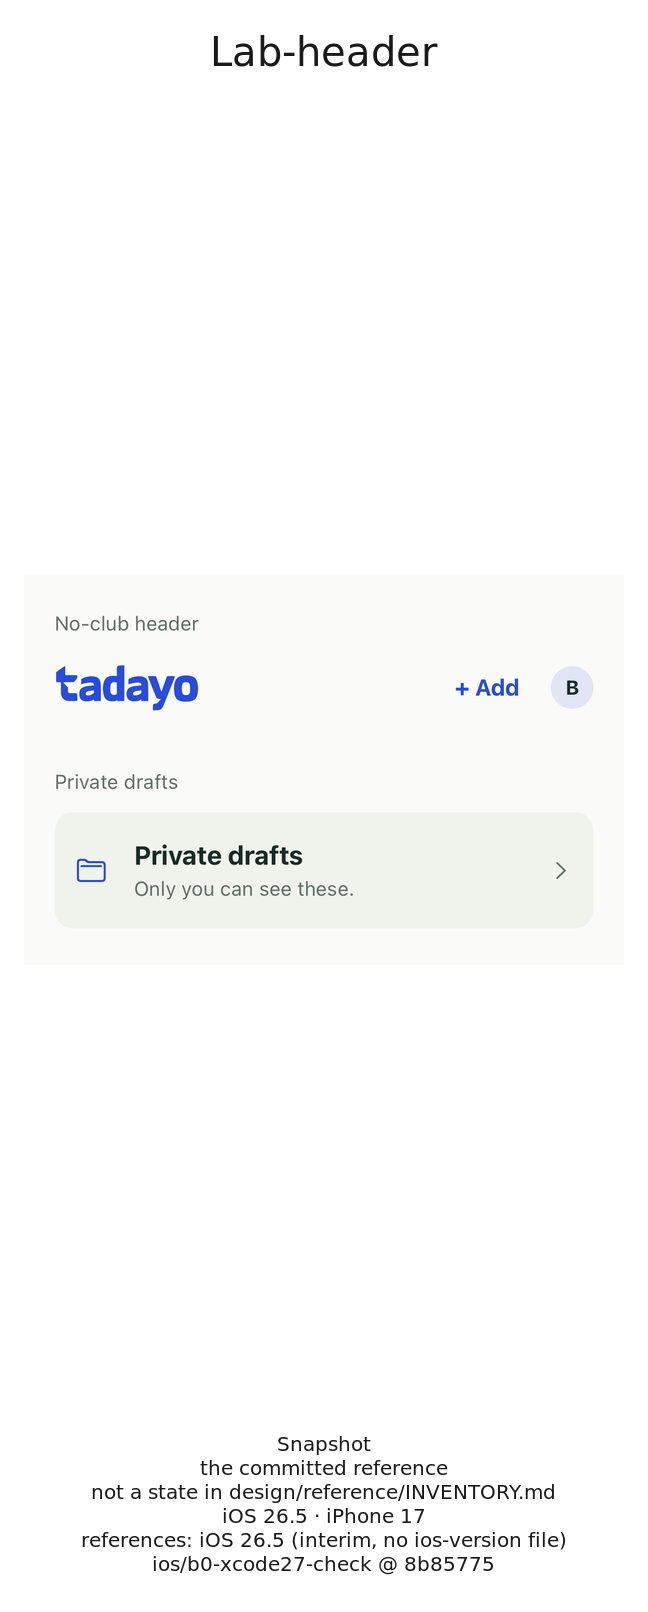 Lab-header
No-club header
tadayo
+ Add
B
Private drafts
Private drafts
Only you can see these.
Snapshot
the committed reference
not a state in design/reference/INVENTORY.md
iOS 26.5 · iPhone 17
references: iOS 26.5 (interim, no ios-version file)
ios/b0-xcode27-check @ 8b85775